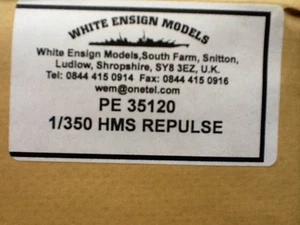 WHITE ENSIGN MODELS
White Ensign Models,South Farm, Snitton,
Ludlow, Shropshire, SY8 3EZ, U.K.
Tel: 0844 415 0914 Fax: 0844 415 0916
wem@onetel.com
PE 35120
1/350 HMS REPULSE